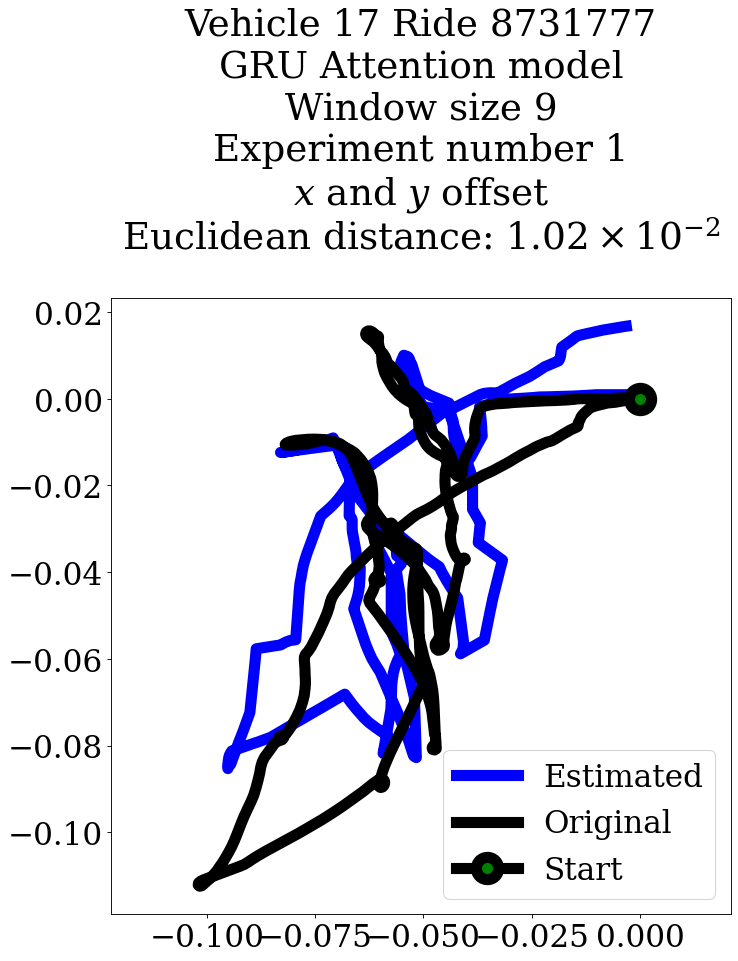 Vehicle 17 Ride 8731777
GRU Attention model
Window size 9
Experiment number 1
x and y offset
Euclidean distance: 1.02 × 10⁻²
0.02
0.00
−0.02
−0.04
−0.06
−0.08
−0.10
Estimated
Original
Start
−0.100 −0.075 −0.050 −0.025 0.000